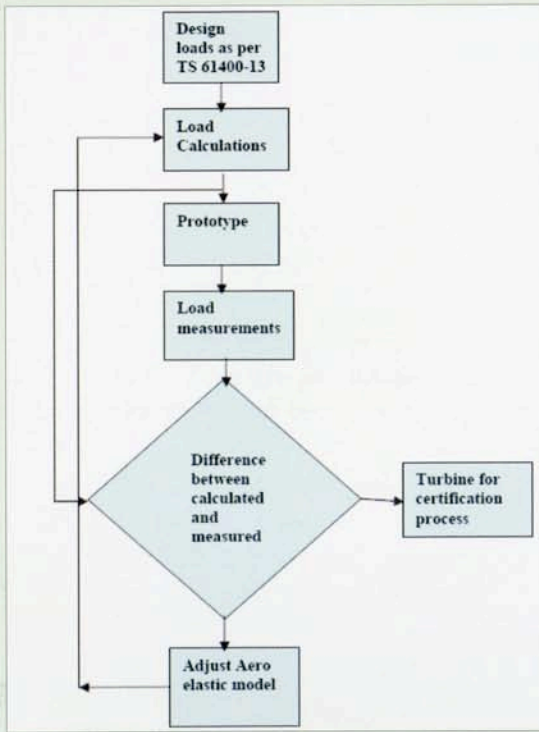 Design
loads as per
TS 61400-13
Load
Calculations
Prototype
Load
measurements
Difference
between
calculated
and
measured
Turbine for
certification
process
Adjust Aero
elastic model